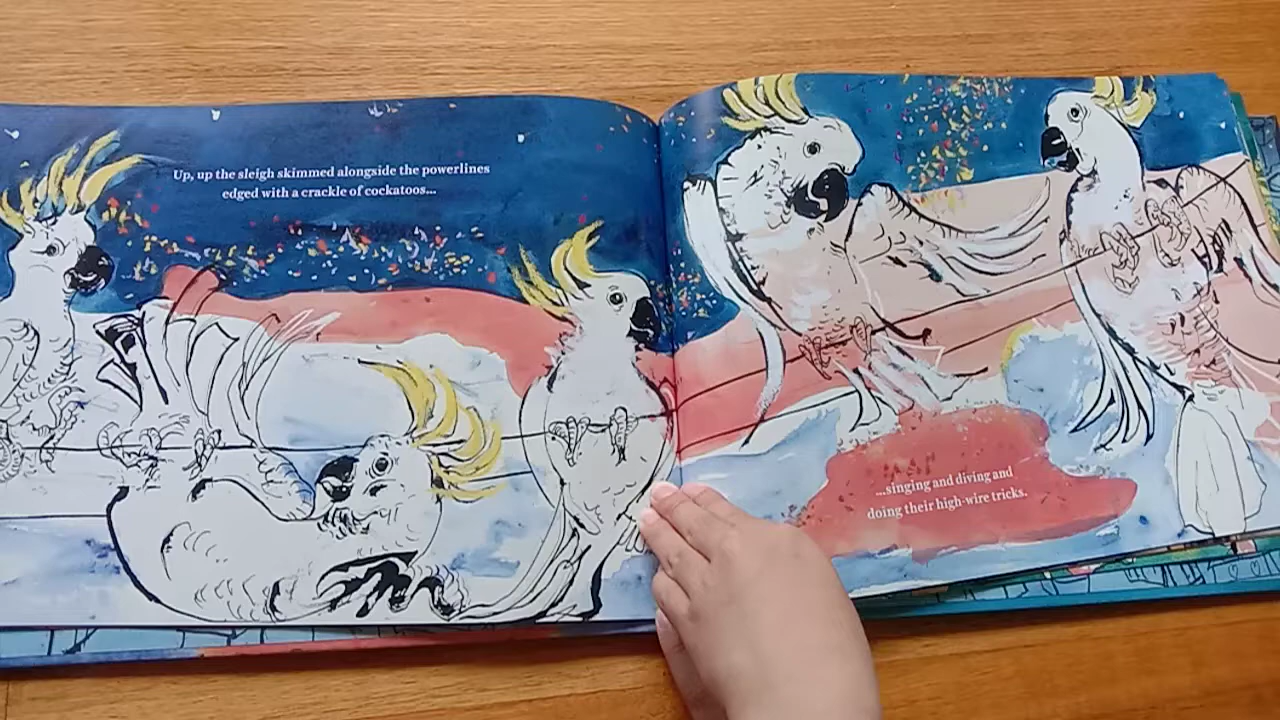 Up, up the sleigh skimmed alongside the powerlines
edged with a crackle of cockatoos...
...singing and diving and
doing their high-wire tricks.